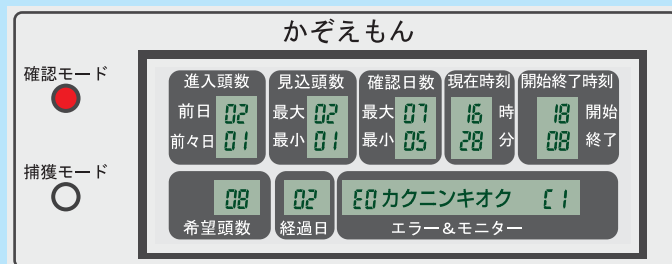 かぞえもん
確認モード
捕獲モード
進入頭数 見込頭数 確認日数 現在時刻 開始終了時刻
前日 02 最大 02 最大 07 16 時 18 開始
前々日 01 最小 01 最小 05 28 分 08 終了
08 02 E0 カクニンキオク C1
希望頭数 経過日 エラー&モニター